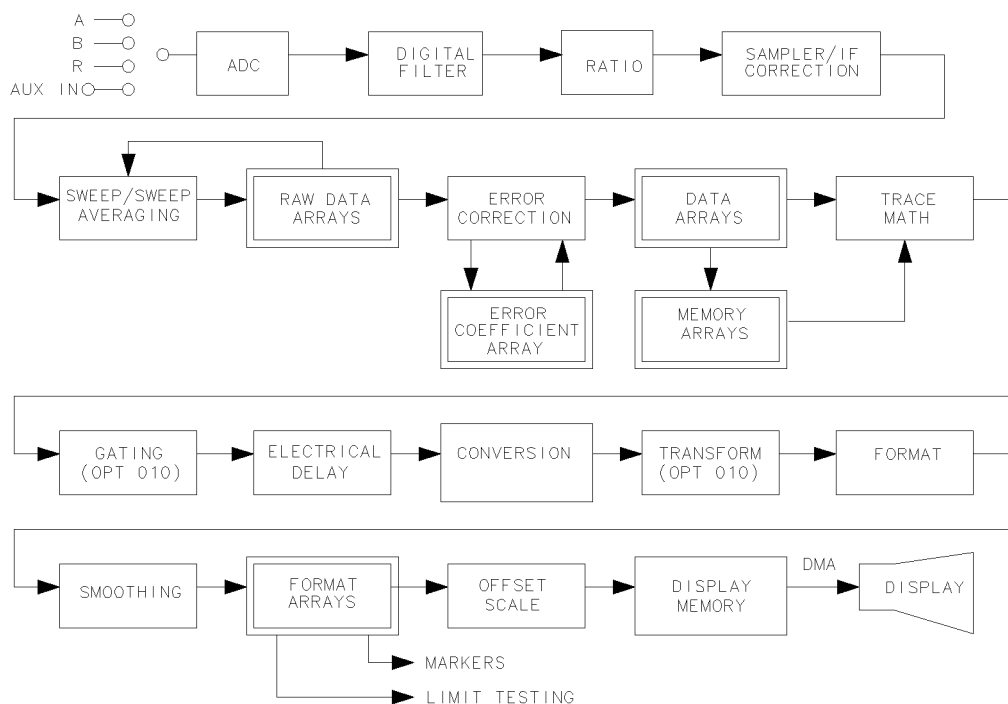 A
B
R
AUX IN
ADC
DIGITAL
FILTER
RATIO
SAMPLER/IF
CORRECTION
SWEEP/SWEEP
AVERAGING
RAW DATA
ARRAYS
ERROR
CORRECTION
DATA
ARRAYS
TRACE
MATH
ERROR
COEFFICIENT
ARRAY
MEMORY
ARRAYS
GATING
(OPT 010)
ELECTRICAL
DELAY
CONVERSION
TRANSFORM
(OPT 010)
FORMAT
SMOOTHING
FORMAT
ARRAYS
OFFSET
SCALE
DISPLAY
MEMORY
DMA
DISPLAY
MARKERS
LIMIT TESTING